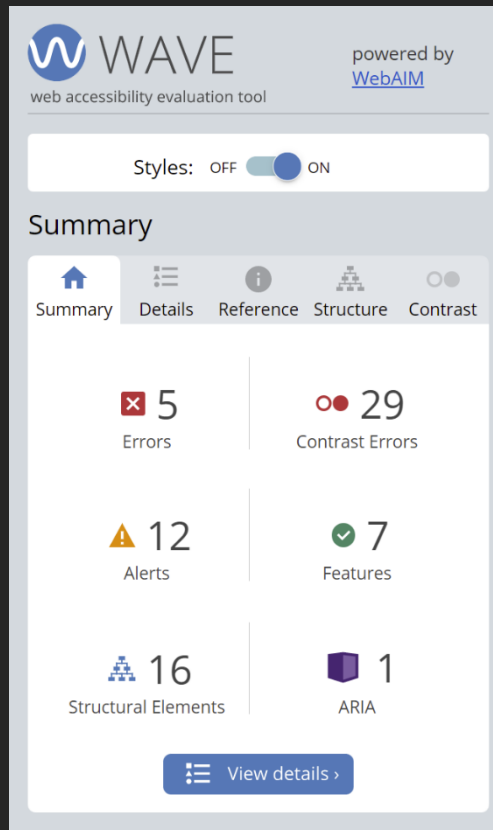 WAVE
powered by
WebAIM
web accessibility evaluation tool
Styles: OFF ON
Summary
Summary Details Reference Structure Contrast
5 29
Errors Contrast Errors
12 7
Alerts Features
16 1
Structural Elements ARIA
View details ›